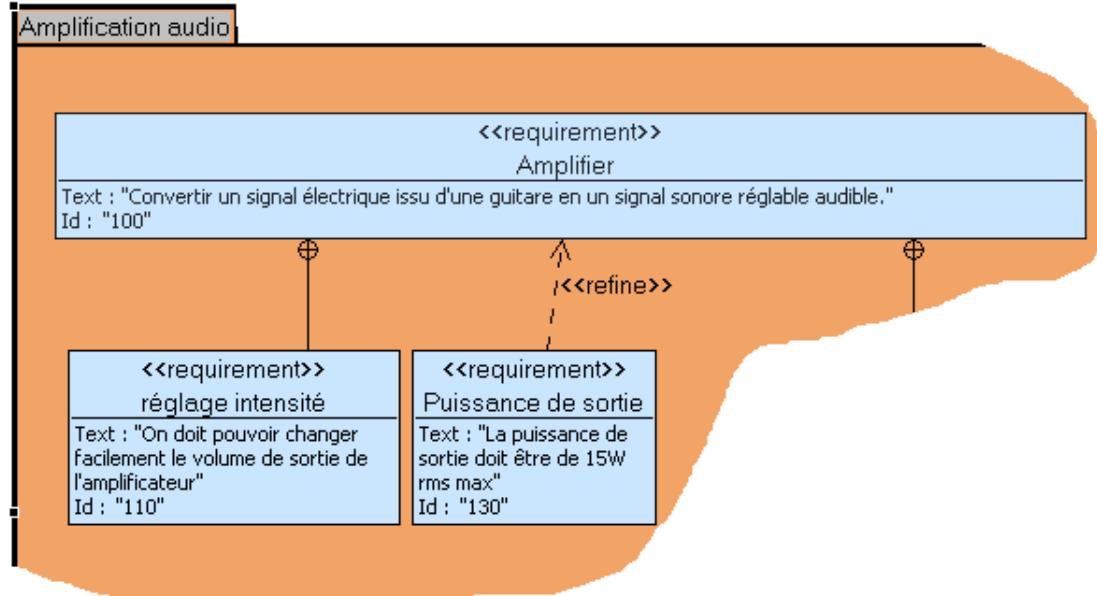 Amplification audio
<<requirement>>
Amplifier
Text : "Convertir un signal électrique issu d'une guitare en un signal sonore réglable audible."
Id : "100"
<<refine>>
<<requirement>>
réglage intensité
Text : "On doit pouvoir changer
facilement le volume de sortie de
l'amplificateur"
Id : "110"
<<requirement>>
Puissance de sortie
Text : "La puissance de
sortie doit être de 15W
rms max"
Id : "130"